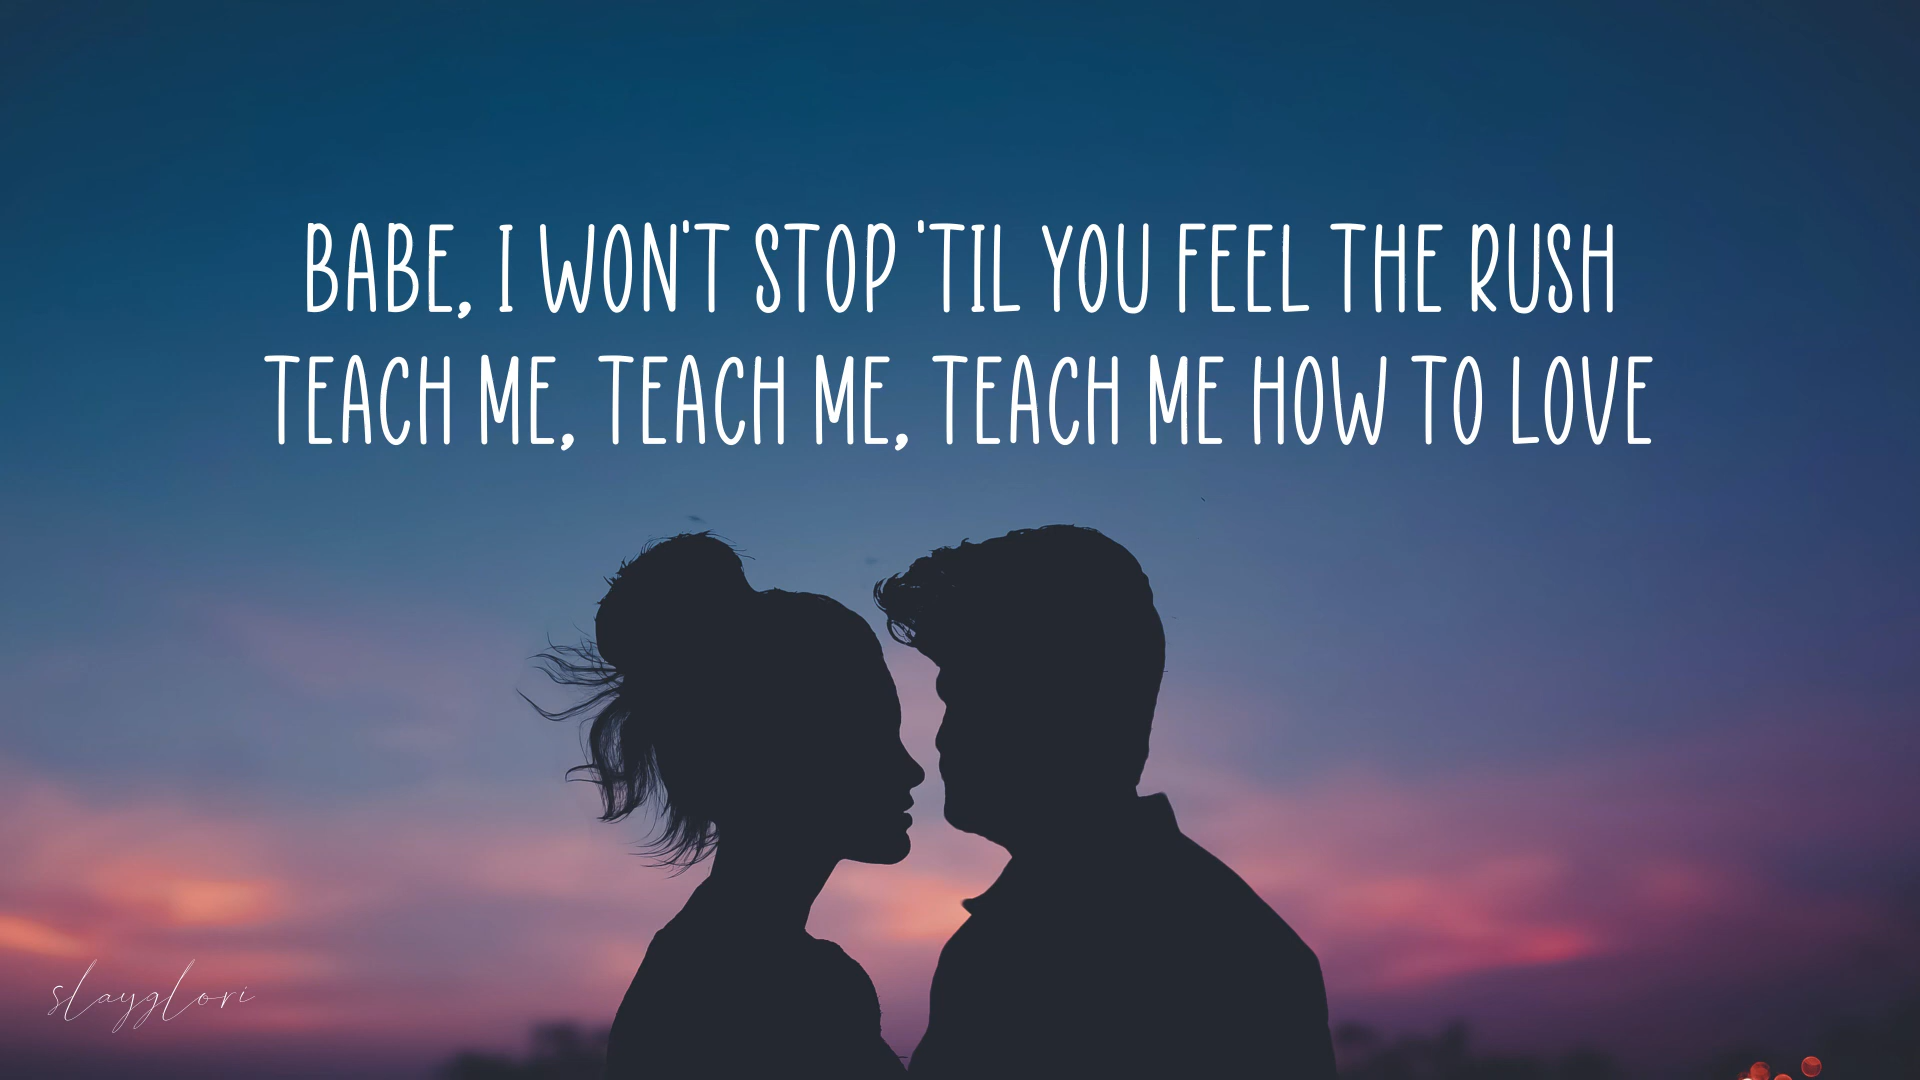 BABE, I WON'T STOP 'TIL YOU FEEL THE RUSH
TEACH ME, TEACH ME, TEACH ME HOW TO LOVE
slayglori